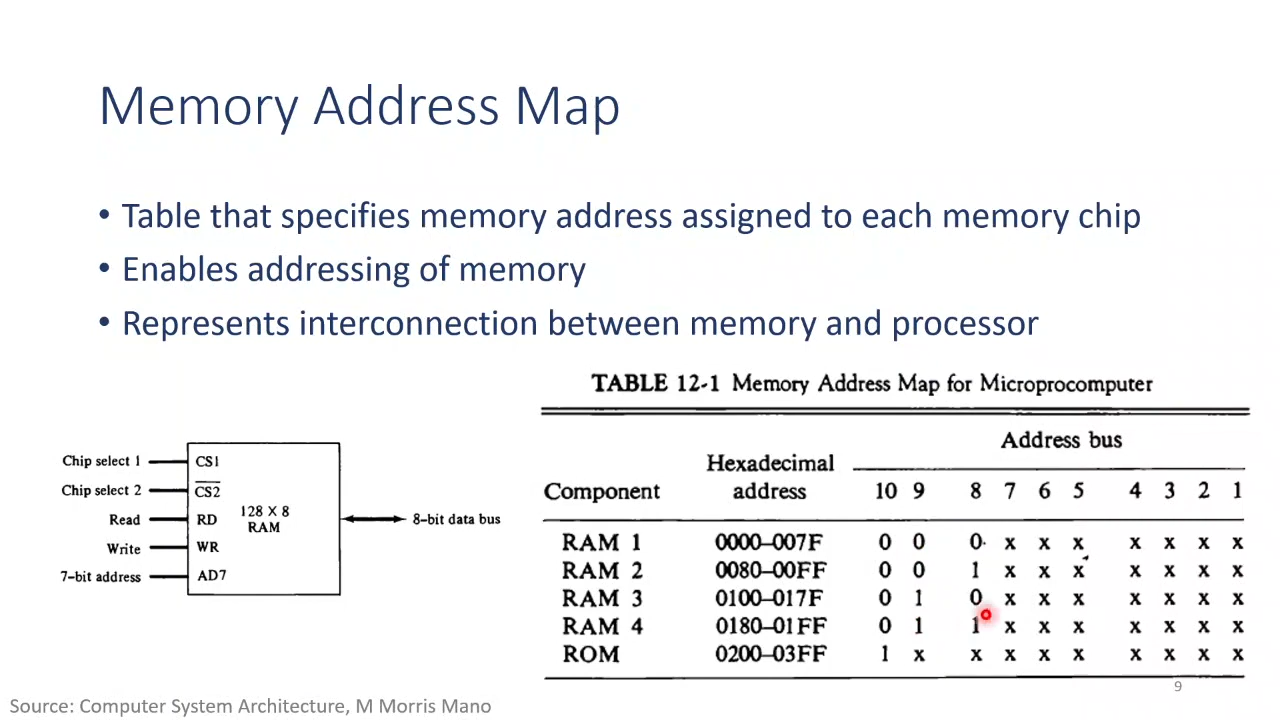 Memory Address Map
• Table that specifies memory address assigned to each memory chip
• Enables addressing of memory
• Represents interconnection between memory and processor
Chip select 1
Chip select 2
Read
Write
7-bit address
CS1
CS2
RD
WR
AD7
128 X 8
RAM
8-bit data bus
TABLE 12-1 Memory Address Map for Microprocomputer
Address bus
Component Hexadecimal address 10 9 8 7 6 5 4 3 2 1
RAM 1 0000–007F 0 0 0 x x x x x x x
RAM 2 0080–00FF 0 0 1 x x x x x x x
RAM 3 0100–017F 0 1 0 x x x x x x x
RAM 4 0180–01FF 0 1 1 x x x x x x x
ROM 0200–03FF 1 x x x x x x x x x
9
Source: Computer System Architecture, M Morris Mano